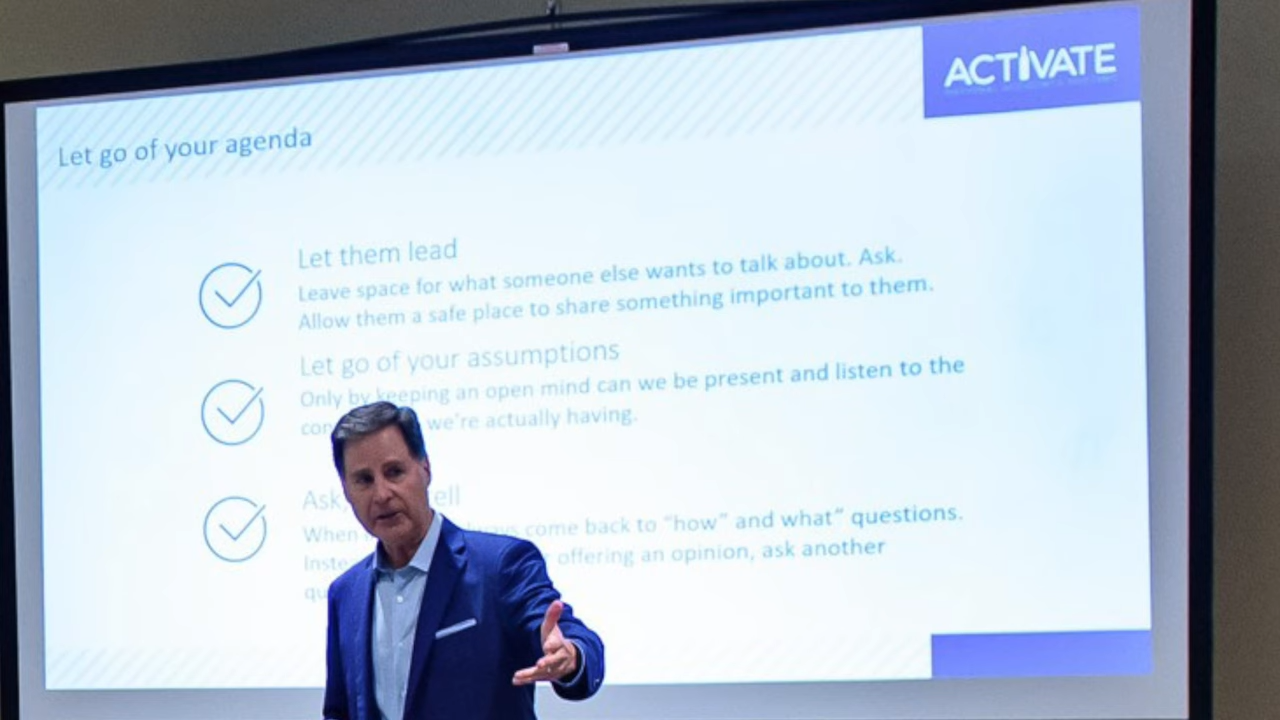 ACTIVATE
Let go of your agenda
Let them lead
Leave space for what someone else wants to talk about. Ask.
Allow them a safe place to share something important to them.
Let go of your assumptions
Only by keeping an open mind can we be present and listen to the
we're actually having.
Ask,
When come back to "how" and what" questions.
offering an opinion, ask another